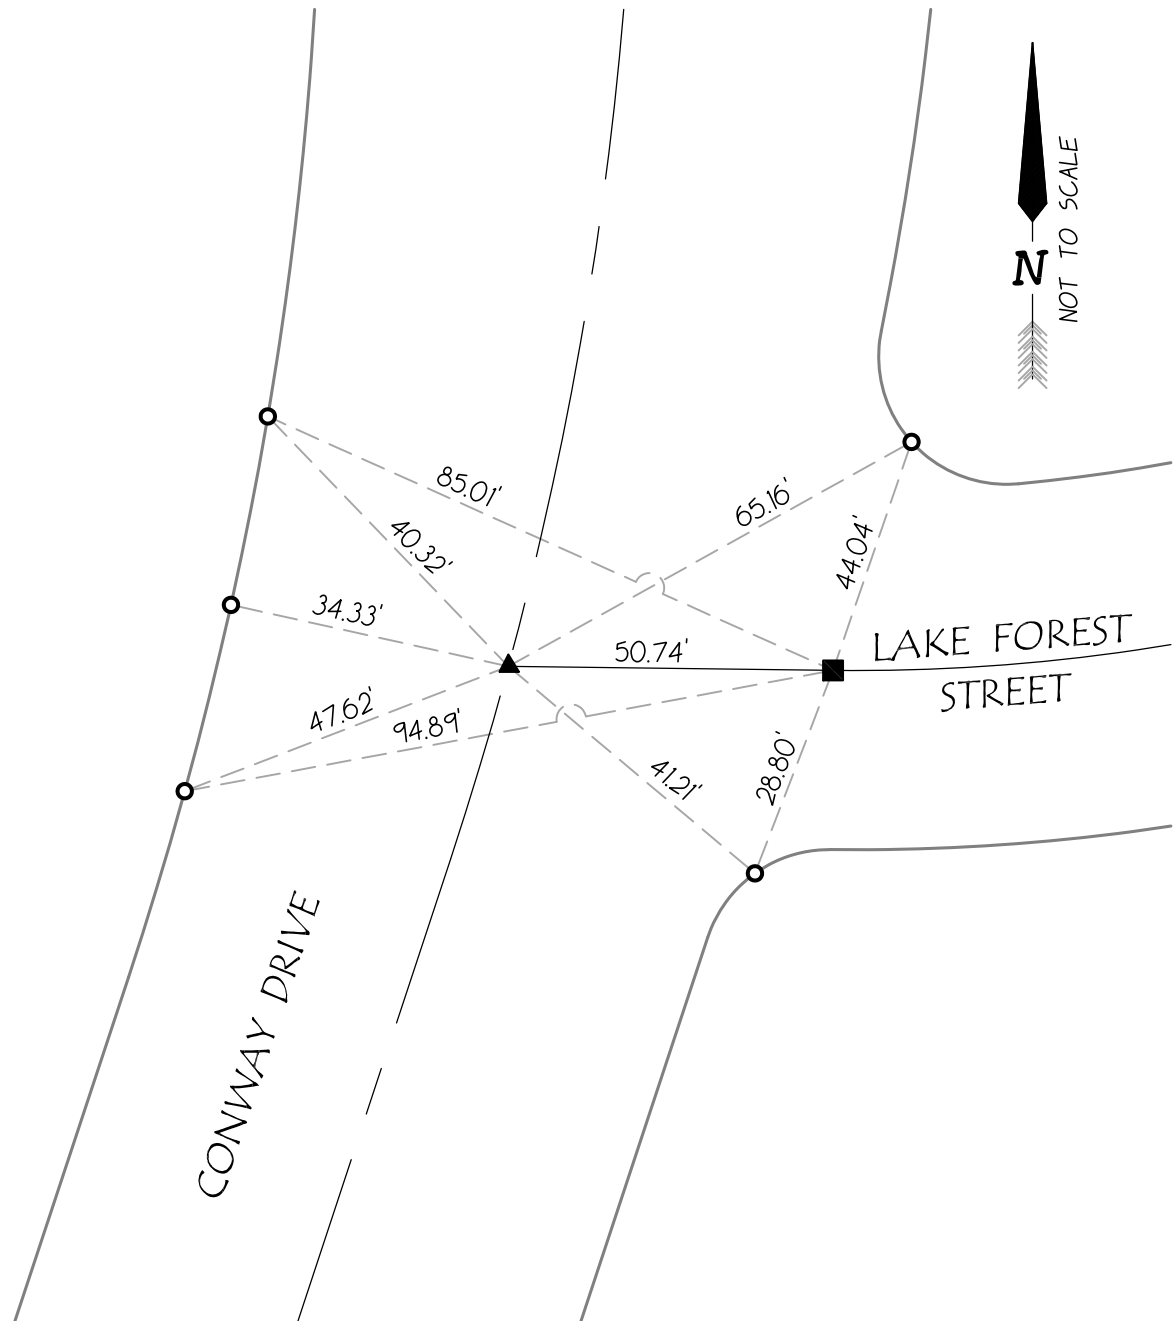 NOT TO SCALE
N
85.01'
65.16'
40.32'
44.04'
34.33'
50.74'
LAKE FOREST
STREET
47.62'
94.89'
41.21'
28.80'
CONWAY DRIVE